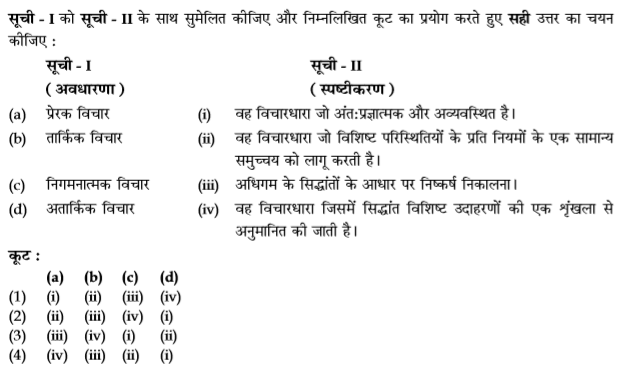 सूची - I को सूची - II के साथ सुमेलित कीजिए और निम्नलिखित कूट का प्रयोग करते हुए सही उत्तर का चयन
कीजिए :
सूची - I सूची - II
( अवधारणा ) ( स्पष्टीकरण )
(a) प्रेरक विचार (i) वह विचारधारा जो अंत:प्रज्ञात्मक और अव्यवस्थित है।
(b) तार्किक विचार (ii) वह विचारधारा जो विशिष्ट परिस्थितियों के प्रति नियमों के एक सामान्य
समुच्चय को लागू करती है।
(c) निगमनात्मक विचार (iii) अधिगम के सिद्धांतों के आधार पर निष्कर्ष निकालना।
(d) अतार्किक विचार (iv) वह विचारधारा जिसमें सिद्धांत विशिष्ट उदाहरणों की एक शृंखला से
अनुमानित की जाती है।
कूट :
(a) (b) (c) (d)
(1) (i) (ii) (iii) (iv)
(2) (ii) (iii) (iv) (i)
(3) (iii) (iv) (i) (ii)
(4) (iv) (iii) (ii) (i)